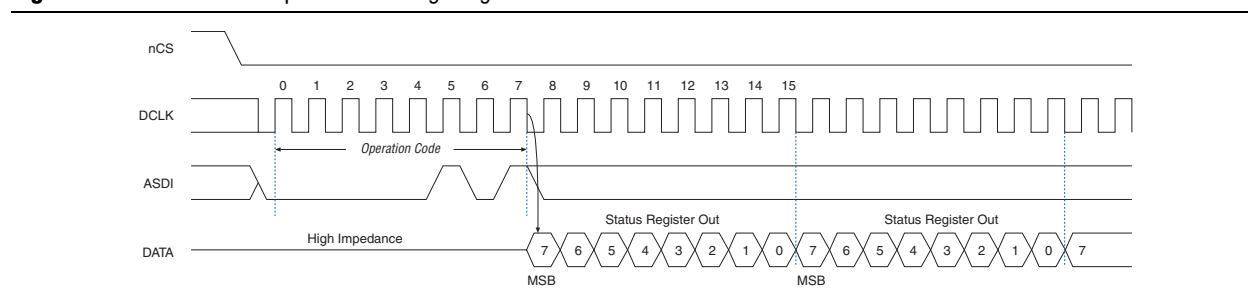 nCS
0 1 2 3 4 5 6 7 8 9 10 11 12 13 14 15
DCLK
Operation Code
ASDI
Status Register Out Status Register Out
High Impedance
DATA 7 6 5 4 3 2 1 0 7 6 5 4 3 2 1 0 7
MSB MSB